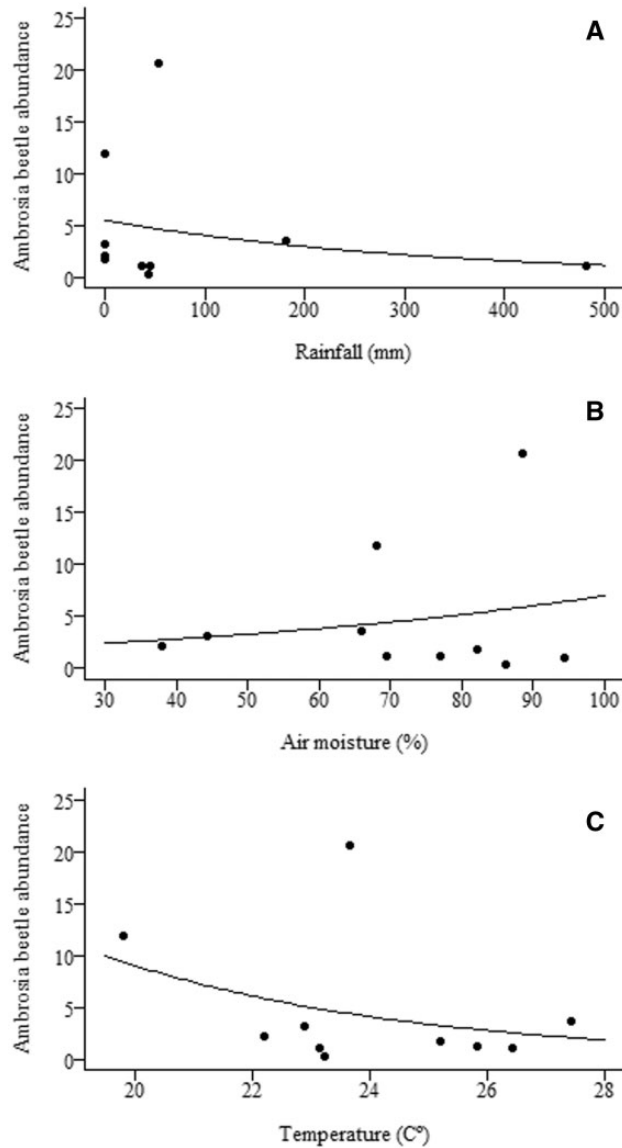 A
Ambrosia beetle abundance
25
20
15
10
5
0
0 100 200 300 400 500
Rainfall (mm)
B
Ambrosia beetle abundance
25
20
15
10
5
0
30 40 50 60 70 80 90 100
Air moisture (%)
C
Ambrosia beetle abundance
25
20
15
10
5
0
20 22 24 26 28
Temperature (Cº)